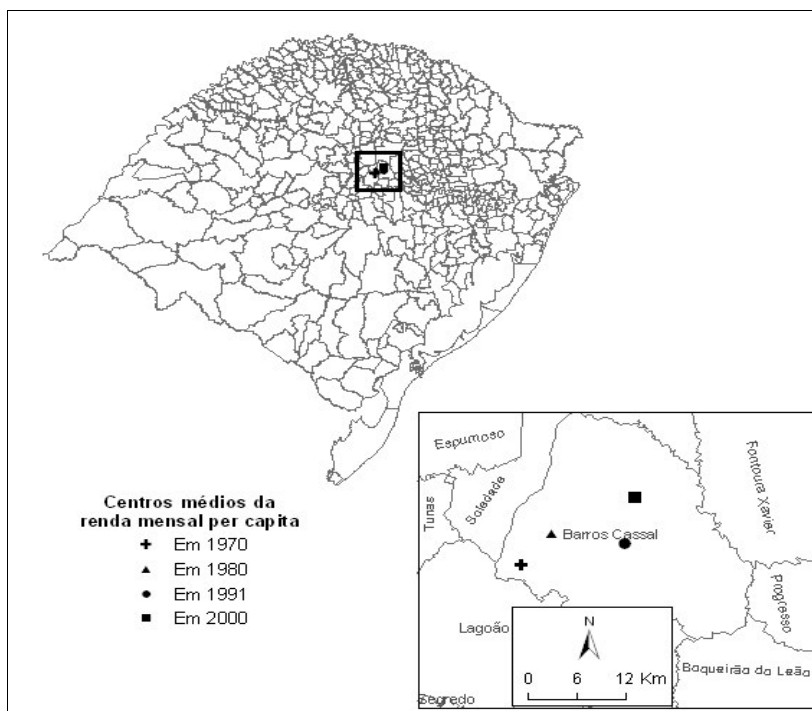 Centros médios da
renda mensal per capita
Em 1970
Em 1980
Em 1991
Em 2000
Espumoso
Tunas
Soledade
Fontoura Xavier
Barros Cassal
Progresso
Lagoão
N
Boqueirão do Leão
0 6 12 Km
Segredo